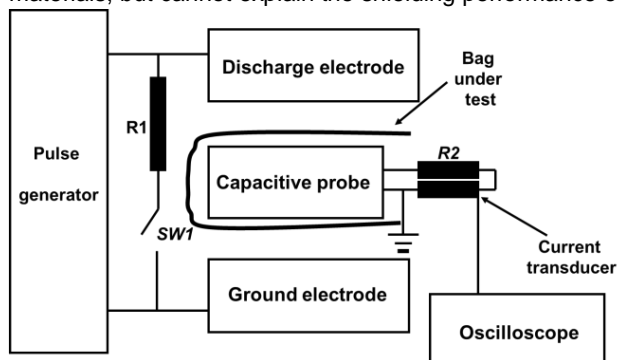 materials, but cannot explain the shielding performance o
Discharge electrode
Bag
under
test
R1
R2
Pulse
generator
Capacitive probe
SW1
Current
transducer
Ground electrode
Oscilloscope